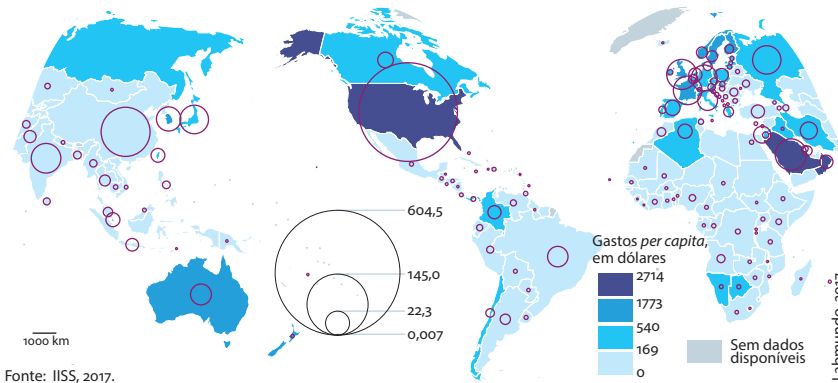 604,5
145,0
22,3
0,007
Gastos per capita,
em dólares
2714
1773
540
169
0
Sem dados
disponíveis
1000 km
Fonte: IISS, 2017.
2017